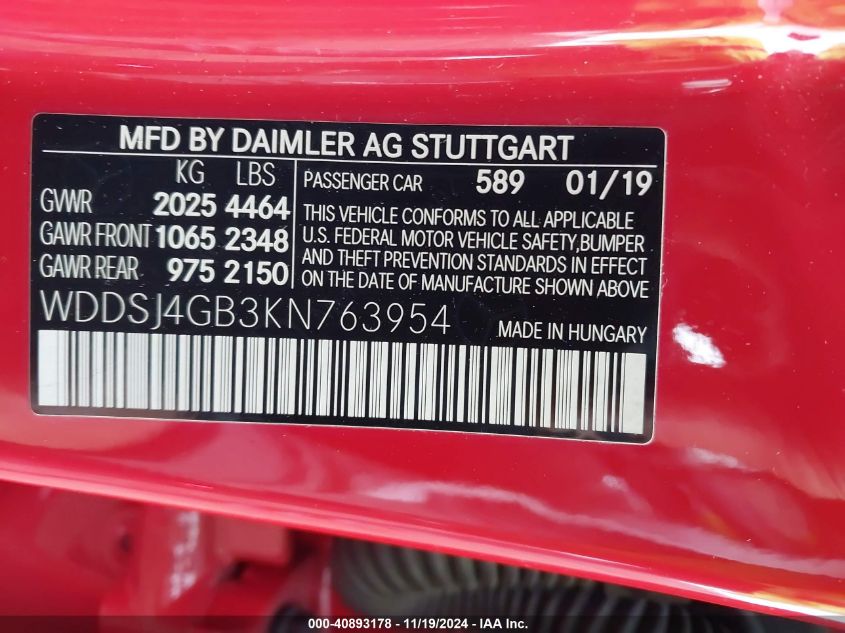 MFD BY DAIMLER AG STUTTGART
KG LBS
GVWR 2025 4464
GAWR FRONT 1065 2348
GAWR REAR 975 2150
PASSENGER CAR 589 01/19
THIS VEHICLE CONFORMS TO ALL APPLICABLE
U.S. FEDERAL MOTOR VEHICLE SAFETY,BUMPER
AND THEFT PREVENTION STANDARDS IN EFFECT
ON THE DATE OF MANUFACTURE SHOWN ABOVE
WDDSJ4GB3KN763954 MADE IN HUNGARY
000-40893178 - 11/19/2024 - IAA Inc.